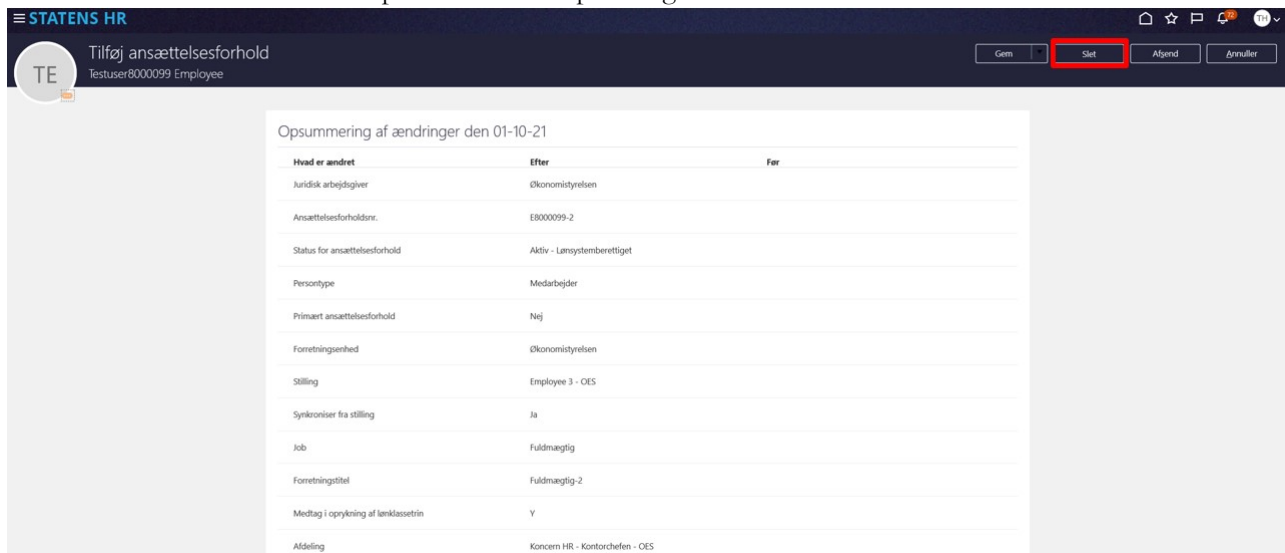 ≡ STATENS HR
72
TH
TE
Tilføj ansættelsesforhold
Testuser8000099 Employee
Gem
Slet
Afsend
Annuller
Opsummering af ændringer den 01-10-21
Hvad er ændret Efter Før
Juridisk arbejdsgiver Økonomistyrelsen
Ansættelsesforholdsnr. E8000099-2
Status for ansættelsesforhold Aktiv - Lønsystemberettiget
Persontype Medarbejder
Primært ansættelsesforhold Nej
Forretningsenhed Økonomistyrelsen
Stilling Employee 3 - OES
Synkroniser fra stilling Ja
Job Fuldmægtig
Forretningstitel Fuldmægtig-2
Medtag i oprykning af lønklassetrin Y
Afdeling Koncern HR - Kontorchefen - OES